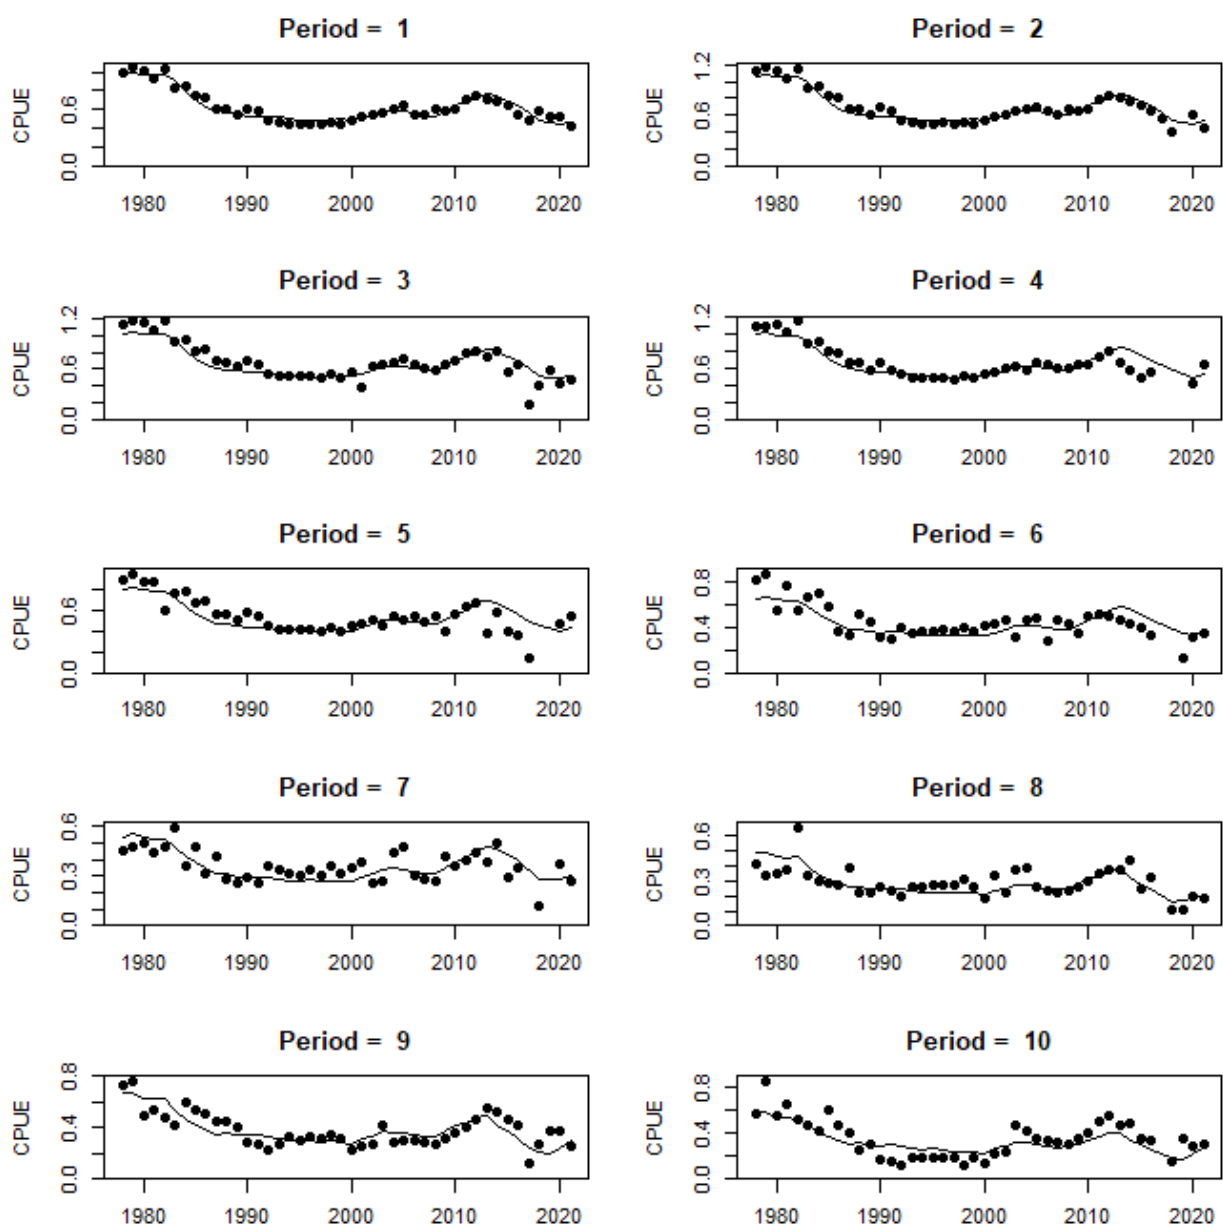 Period = 1
Period = 2
CPUE
0.0 0.6
1980 1990 2000 2010 2020
CPUE
0.0 0.6 1.2
1980 1990 2000 2010 2020
Period = 3
Period = 4
CPUE
0.0 0.6 1.2
1980 1990 2000 2010 2020
CPUE
0.0 0.6 1.2
1980 1990 2000 2010 2020
Period = 5
Period = 6
CPUE
0.0 0.6
1980 1990 2000 2010 2020
CPUE
0.0 0.4 0.8
1980 1990 2000 2010 2020
Period = 7
Period = 8
CPUE
0.0 0.3 0.6
1980 1990 2000 2010 2020
CPUE
0.0 0.3 0.6
1980 1990 2000 2010 2020
Period = 9
Period = 10
CPUE
0.0 0.4 0.8
1980 1990 2000 2010 2020
CPUE
0.0 0.4 0.8
1980 1990 2000 2010 2020